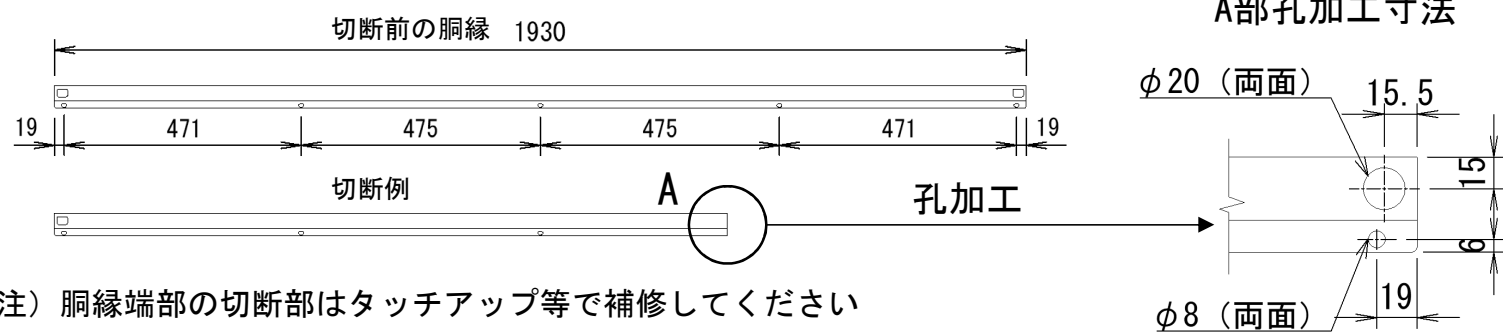 A部孔加工寸法
切断前の胴縁 1930
φ20（両面）
15.5
19 471 475 475 471 19
15
切断例
A
孔加工
6
注）胴縁端部の切断部はタッチアップ等で補修してください
19
φ8（両面）